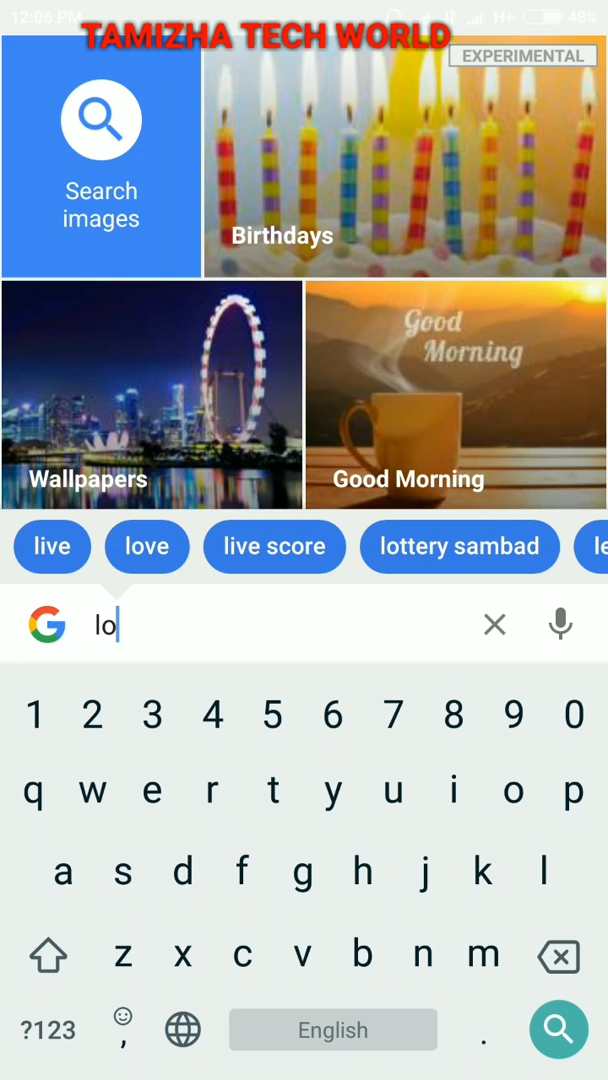 12:06 PM H+ 48%
TAMIZHA TECH WORLD
EXPERIMENTAL
Search
images
Birthdays
Good
Morning
Wallpapers
Good Morning
live love live score lottery sambad le
lo
1 2 3 4 5 6 7 8 9 0
q w e r t y u i o p
a s d f g h j k l
z x c v b n m
?123 , English .